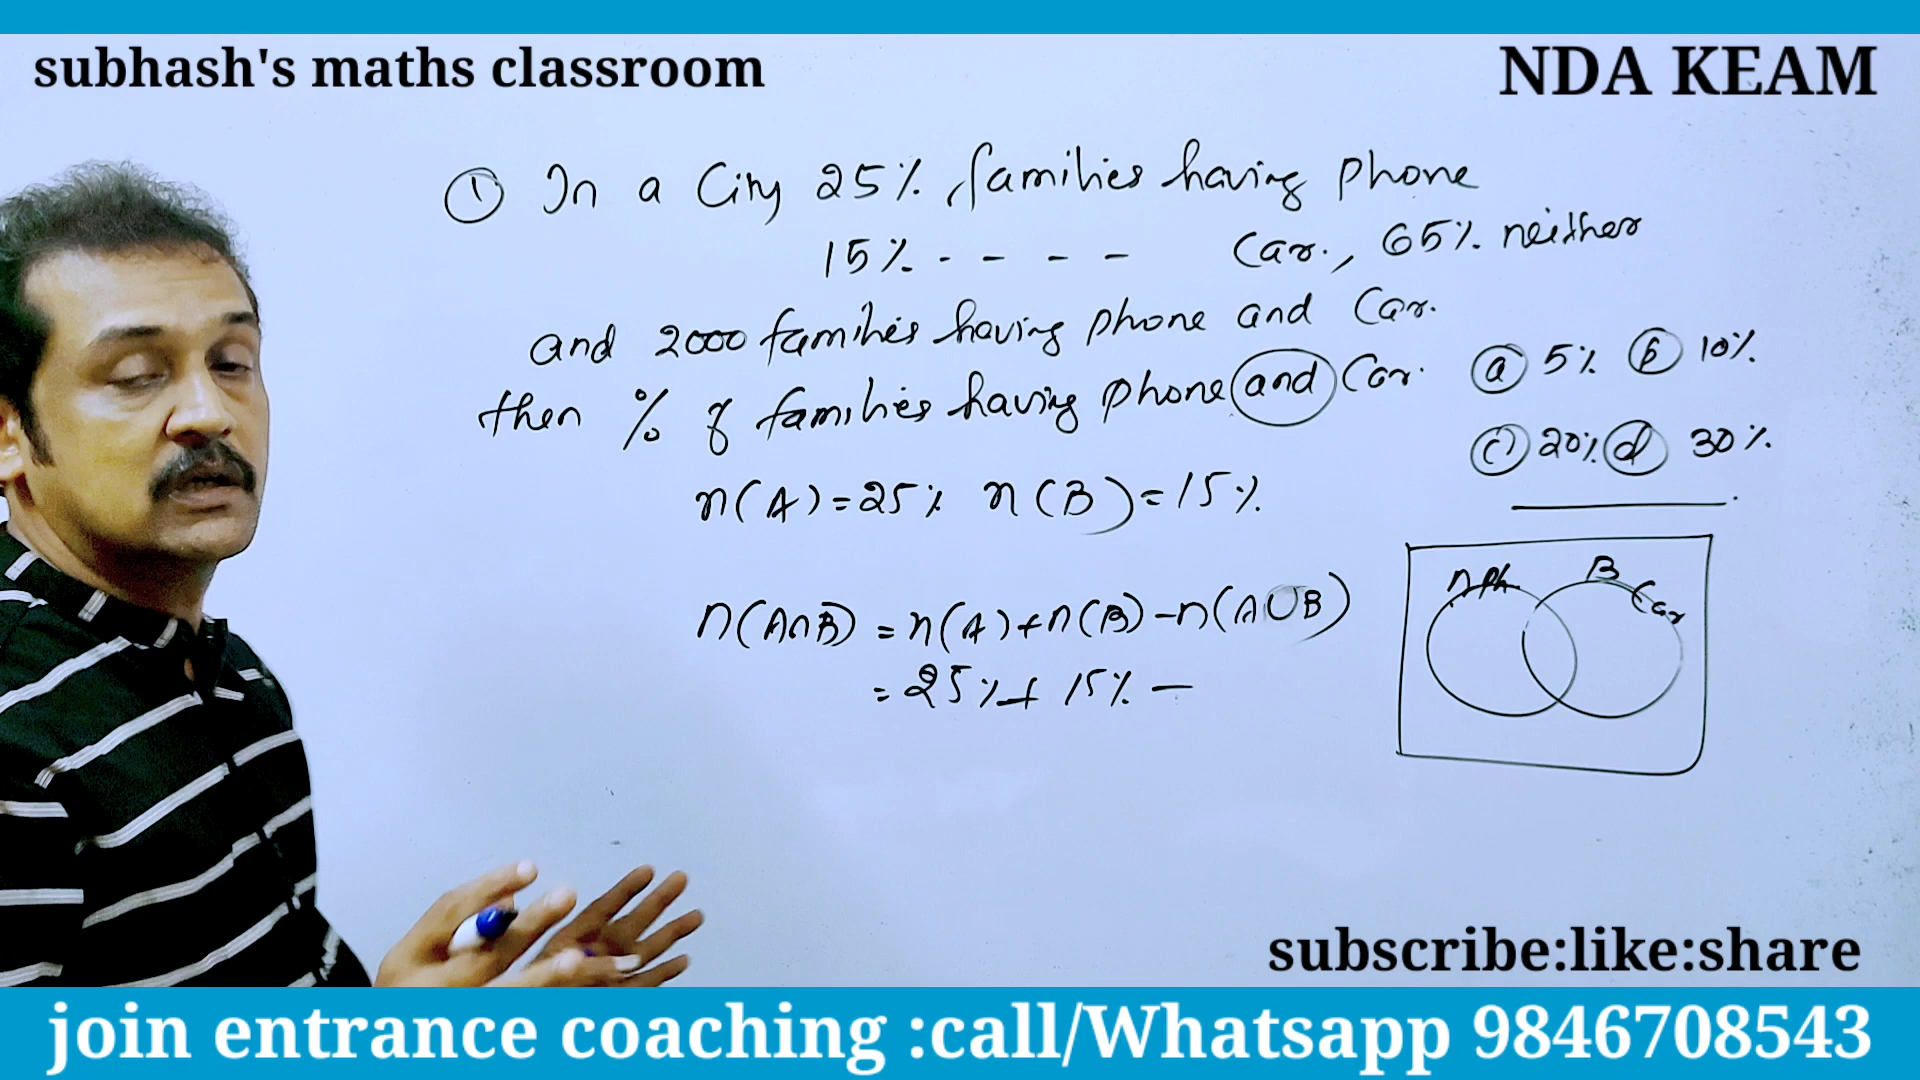 subhash's maths classroom
NDA KEAM
① In a City 25% families having phone
15% - - - - Car., 65% neither
and 2000 families having phone and Car.
then % of families having phone and Car.
ⓐ 5% ⓑ 10%
ⓒ 20% ⓓ 30%
n(A)=25% n(B)=15%
n(A∩B) = n(A)+n(B)-n(A∪B)
= 25%+ 15% -
Ph
B
Car
subscribe:like:share
join entrance coaching :call/Whatsapp 9846708543